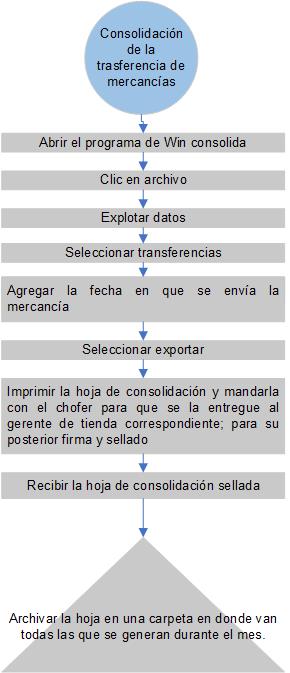 Consolidación
de la
trasferencia de
mercancías
Abrir el programa de Win consolida
Clic en archivo
Explotar datos
Seleccionar transferencias
Agregar la fecha en que se envía la
mercancía
Seleccionar exportar
Imprimir la hoja de consolidación y mandarla
con el chofer para que se la entregue al
gerente de tienda correspondiente; para su
posterior firma y sellado
Recibir la hoja de consolidación sellada
Archivar la hoja en una carpeta en donde van
todas las que se generan durante el mes.